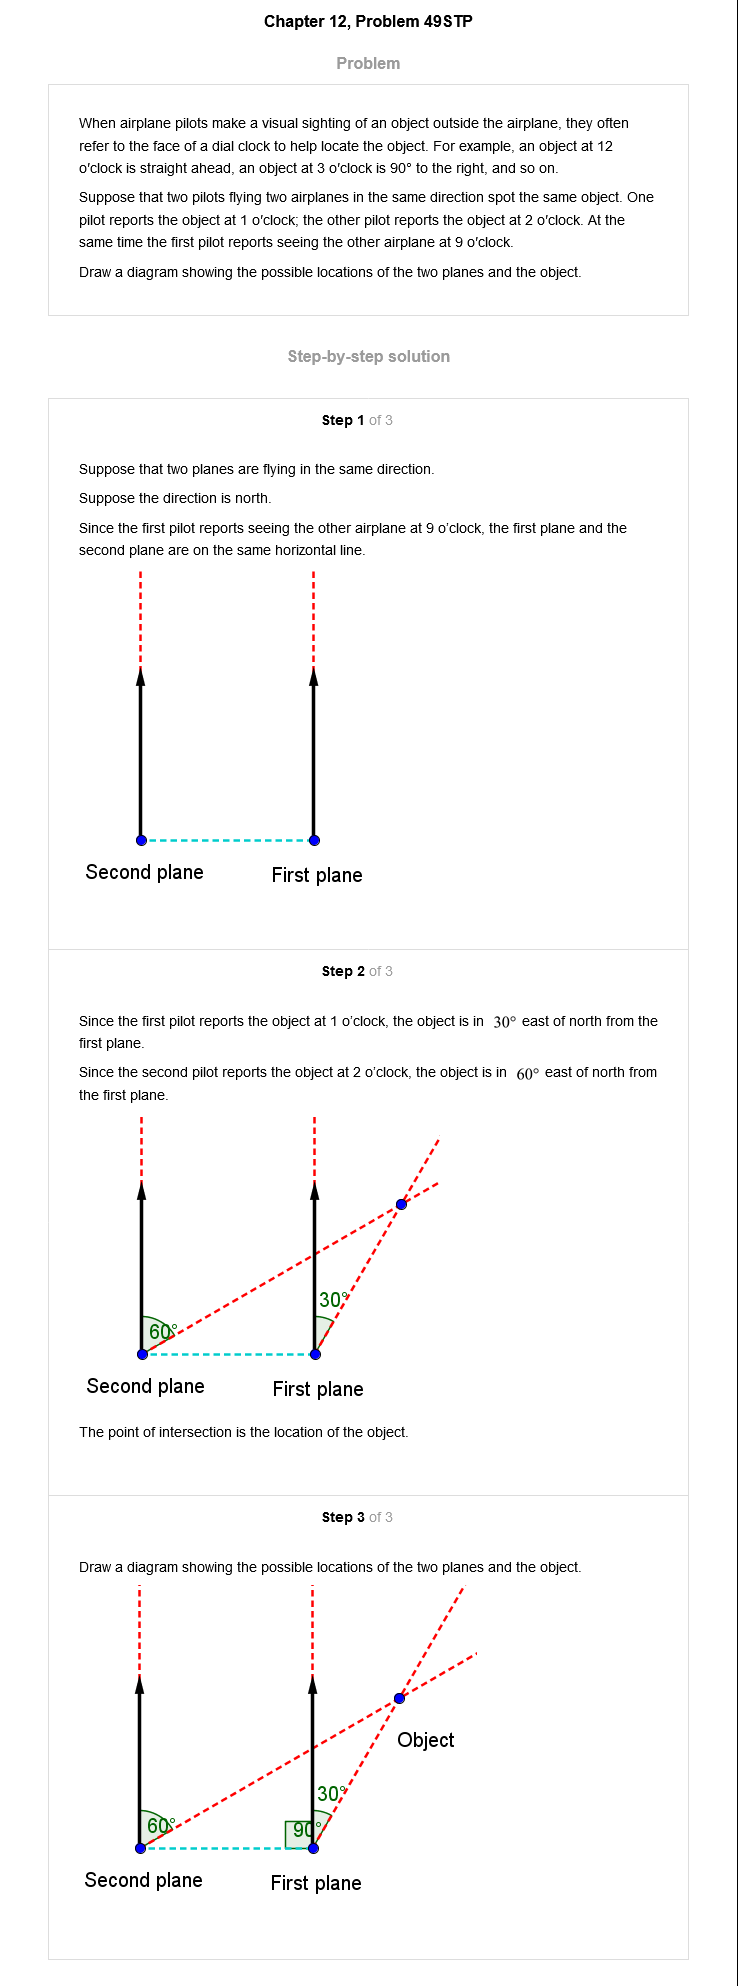 Chapter 12, Problem 49STP
Problem
When airplane pilots make a visual sighting of an object outside the airplane, they often
refer to the face of a dial clock to help locate the object. For example, an object at 12
o'clock is straight ahead, an object at 3 o'clock is 90° to the right, and so on.
Suppose that two pilots flying two airplanes in the same direction spot the same object. One
pilot reports the object at 1 o'clock; the other pilot reports the object at 2 o'clock. At the
same time the first pilot reports seeing the other airplane at 9 o'clock.
Draw a diagram showing the possible locations of the two planes and the object.
Step-by-step solution
Step 1 of 3
Suppose that two planes are flying in the same direction.
Suppose the direction is north.
Since the first pilot reports seeing the other airplane at 9 o'clock, the first plane and the
second plane are on the same horizontal line.
Second plane
First plane
Step 2 of 3
Since the first pilot reports the object at 1 o'clock, the object is in 30° east of north from the
first plane.
Since the second pilot reports the object at 2 o'clock, the object is in 60° east of north from
the first plane.
30°
60°
Second plane
First plane
The point of intersection is the location of the object.
Step 3 of 3
Draw a diagram showing the possible locations of the two planes and the object.
Object
30°
60°
90°
Second plane
First plane